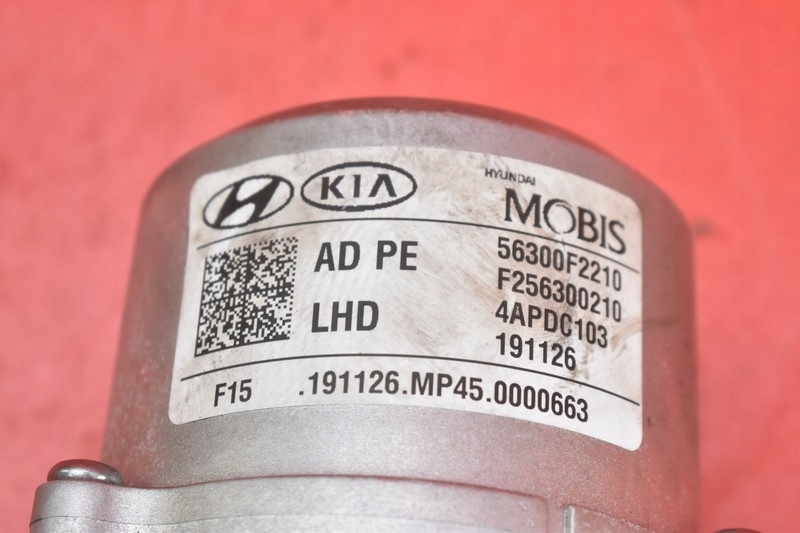 KIA
HYUNDAI
MOBIS
AD PE
LHD
56300F2210
F256300210
4APDC103
191126
F15 .191126.MP45.0000663